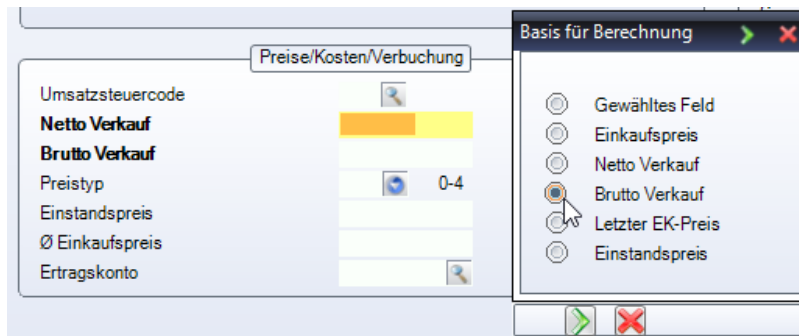 Preise/Kosten/Verbuchung
Umsatzsteuercode
Netto Verkauf
Brutto Verkauf
Preistyp 0-4
Einstandspreis
Ø Einkaufspreis
Ertragskonto
Basis für Berechnung
Gewähltes Feld
Einkaufspreis
Netto Verkauf
Brutto Verkauf
Letzter EK-Preis
Einstandspreis